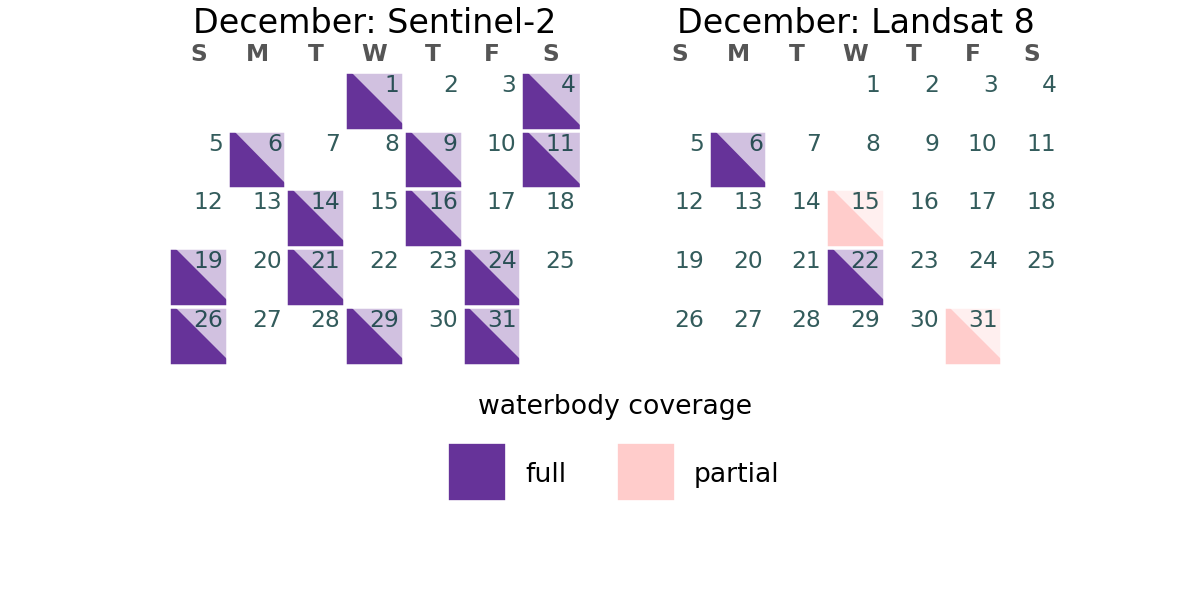 December: Sentinel-2
S M T W T F S
1 2 3 4
5 6 7 8 9 10 11
12 13 14 15 16 17 18
19 20 21 22 23 24 25
26 27 28 29 30 31
December: Landsat 8
S M T W T F S
1 2 3 4
5 6 7 8 9 10 11
12 13 14 15 16 17 18
19 20 21 22 23 24 25
26 27 28 29 30 31
waterbody coverage
full
partial